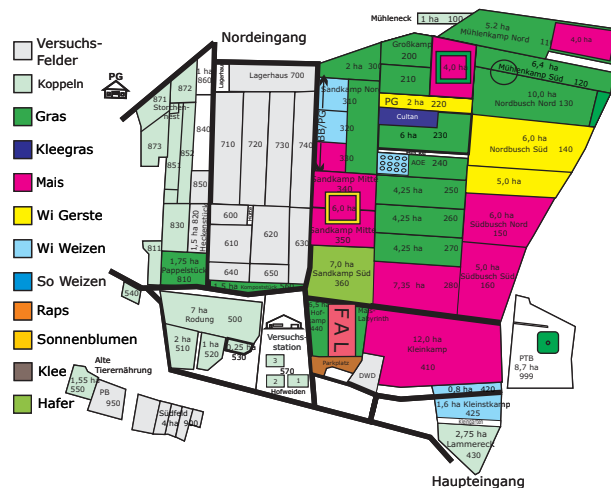 Versuchs-
Felder
Koppeln
Gras
Kleegras
Mais
Wi Gerste
Wi Weizen
So Weizen
Raps
Sonnenblumen
Klee
Hafer
Nordeingang
PG
Mühleneck
1 ha 100
5.2 ha
Mühlenkamp Nord
4,0 ha
6,4
Mühlenkamp Süd 120
Großkamp
200
210
4,0 ha
2 ha 300
10,0 ha
Nordbusch Nord 130
872
871
Storchen-
nest
873
851
852
1 ha
860
Lagerhaus
840
850
Lagerhaus 700
710
720
730
740
BB/PG
Sandkamp Nord
310
320
330
PG 2 ha 220
Cultan
6 ha 230
AOE 240
6,0 ha
Nordbusch Süd 140
5,0 ha
Sandkamp Mitte
340
6,0 ha
Sandkamp Mitte
350
4,25 ha 250
4,25 ha 260
4,25 ha 270
7,35 ha 280
6,0 ha
Südbusch Nord
150
5,0 ha
Südbusch Süd
160
830
1,5 ha 820
Heckenstück
811
1,75 ha
Pappelstück
810
600
610
620
630
640
650
7,0 ha
Sandkamp Süd
360
540
7 ha
Rodung 500
2 ha
510
1 ha
520
0,25 ha
530
Versuchs-
station
3
570
2
1
Hofweiden
Hof-
kamp
440
FAL
Labyrinth
Parkplatz
DWD
12,0 ha
Kleinkamp
410
PTB
8,7 ha
999
0,8 ha 420
1,6 ha Kleinstkamp
425
2,75 ha
Lammereck
430
Alte
Tierernährung
1,55 ha
550
PB
950
Südfeld
4 ha 900
Haupteingang